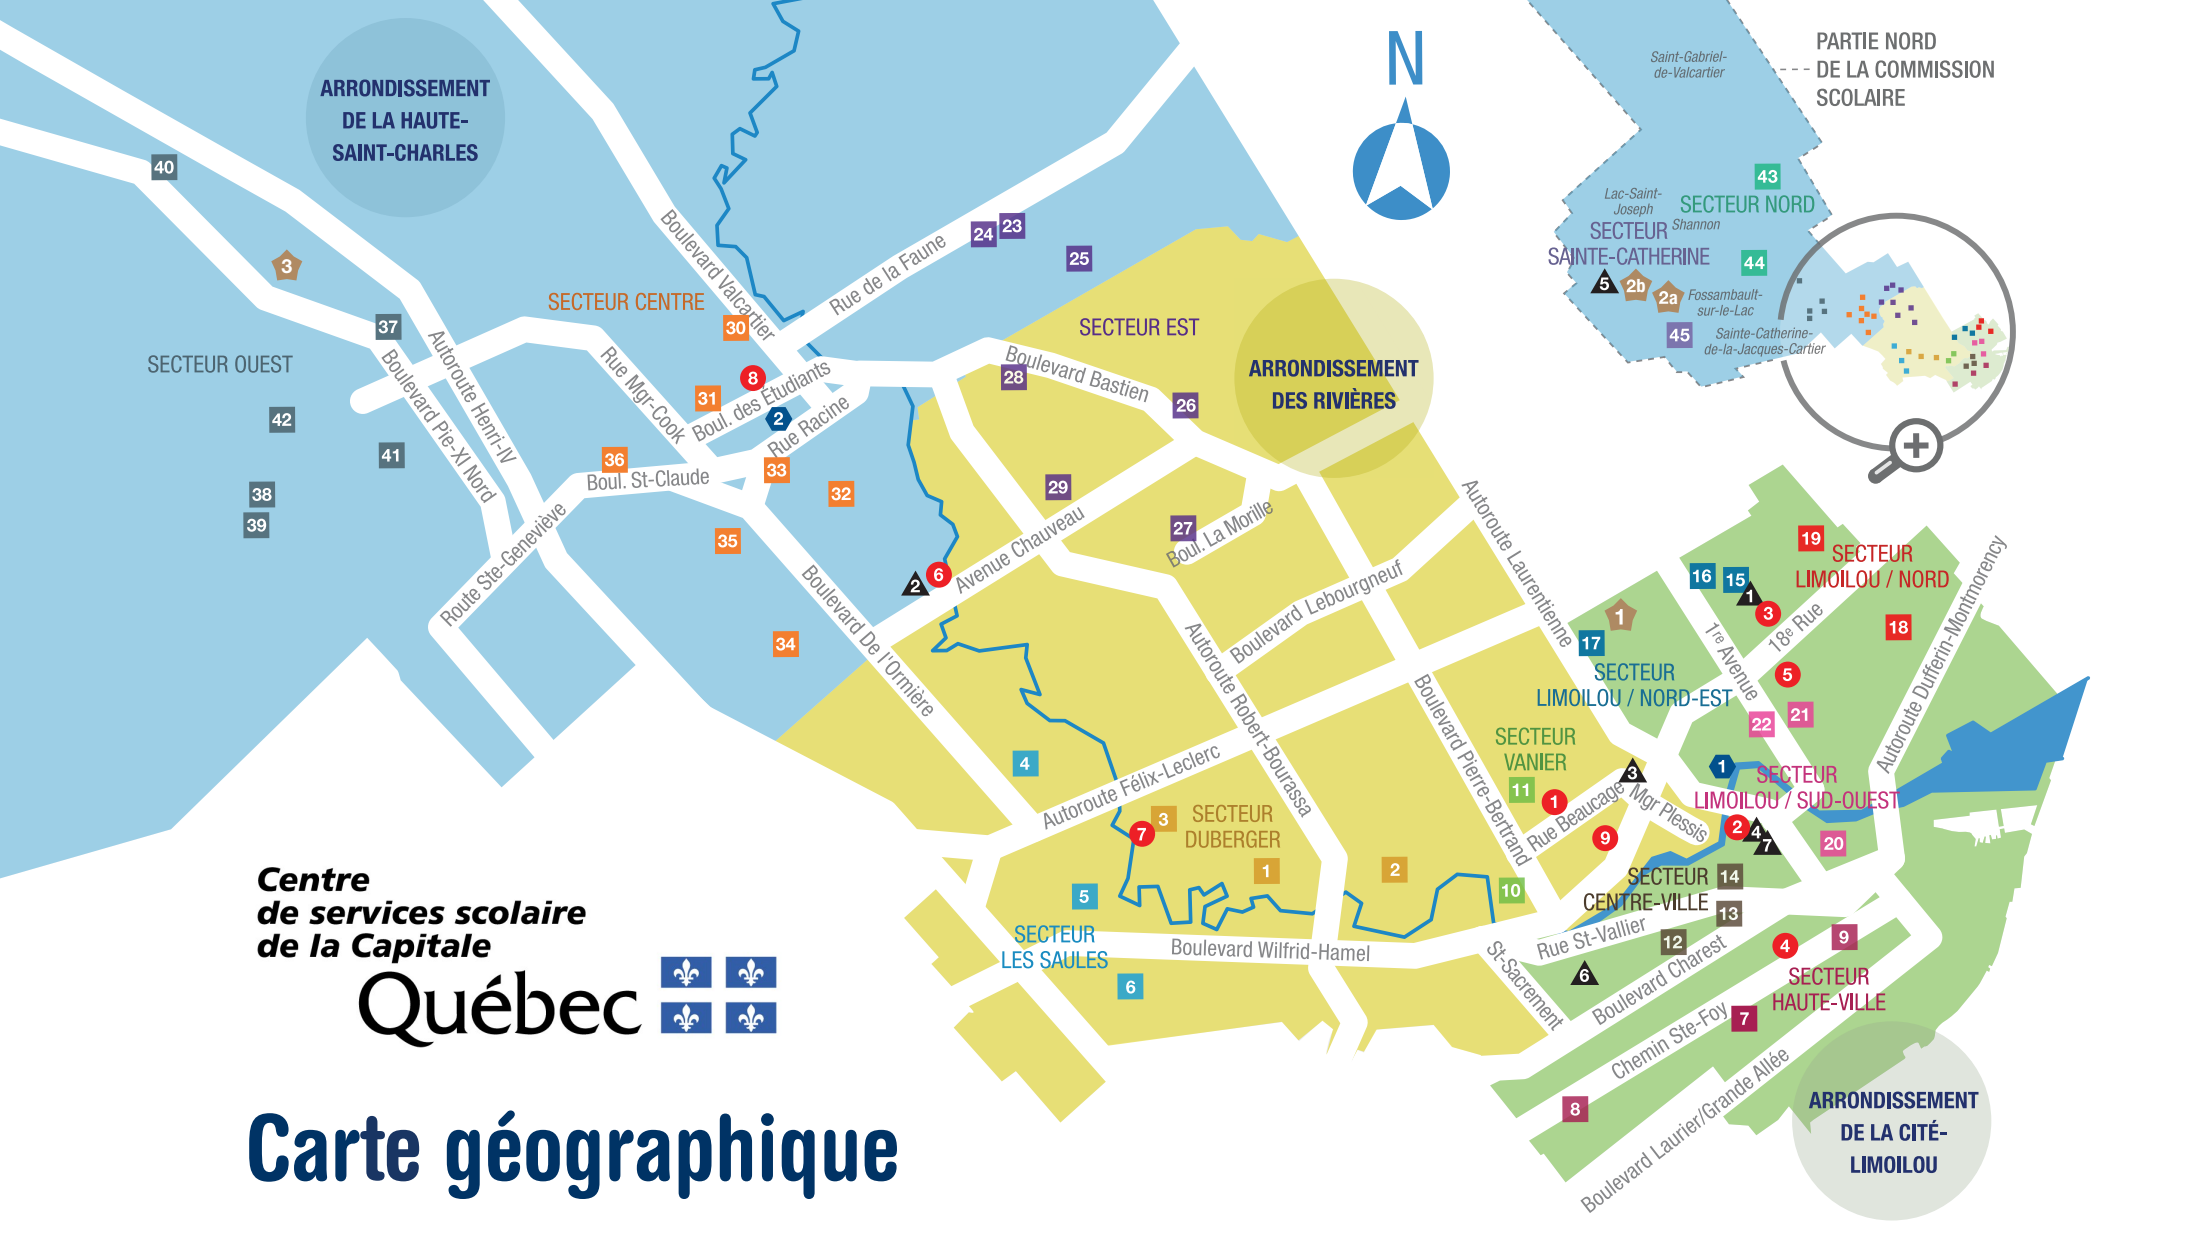 ARRONDISSEMENT
DE LA HAUTE-
SAINT-CHARLES
N
Saint-Gabriel-
de-Valcartier
PARTIE NORD
DE LA COMMISSION
SCOLAIRE
43
Lac-Saint-
Joseph
SECTEUR NORD
Shannon
SECTEUR
SAINTE-CATHERINE
44
5
2b
2a
Fossambault-
sur-le-Lac
45
Sainte-Catherine-
de-la-Jacques-Cartier
40
3
37
SECTEUR OUEST
42
41
38
39
Autoroute Henri-IV
Boulevard Pie-XI Nord
Route Ste-Geneviève
SECTEUR CENTRE
30
Boulevard Valcartier
Rue de la Faune
24
23
25
8
31
Boul. des Étudiants
2
Rue Racine
Rue Mgr-Cook
36
Boul. St-Claude
33
32
35
34
Boulevard De l'Ormière
2
6
Avenue Chauveau
SECTEUR EST
Boulevard Bastien
28
26
29
27
Boul. La Morille
ARRONDISSEMENT
DES RIVIÈRES
Boulevard Lebourgneuf
Autoroute Laurentienne
Autoroute Robert-Bourassa
Boulevard Pierre-Bertrand
Autoroute Félix-Leclerc
4
3
SECTEUR
DUBERGER
7
1
2
5
SECTEUR
LES SAULES
6
Boulevard Wilfrid-Hamel
19
SECTEUR
LIMOILOU / NORD
16
15
1
3
18e Rue
18
1re Avenue
Autoroute Dufferin-Montmorency
1
17
SECTEUR
LIMOILOU / NORD-EST
5
21
22
SECTEUR
VANIER
11
1
3
Rue Beaucage
Mgr Plessis
9
10
1
SECTEUR
LIMOILOU / SUD-OUEST
2
4
7
20
SECTEUR
CENTRE-VILLE
14
13
12
Rue St-Vallier
6
St-Sacrement
Boulevard Charest
4
9
SECTEUR
HAUTE-VILLE
7
Chemin Ste-Foy
8
Boulevard Laurier/Grande Allée
ARRONDISSEMENT
DE LA CITÉ-
LIMOILOU
Centre
de services scolaire
de la Capitale
Québec
Carte géographique